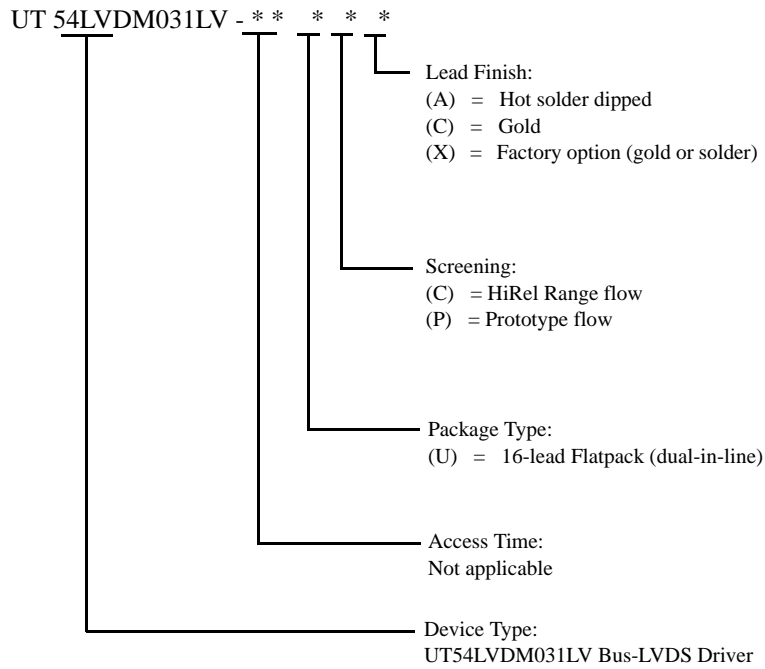 UT 54LVDM031LV - * * * * *
Lead Finish:
(A) = Hot solder dipped
(C) = Gold
(X) = Factory option (gold or solder)
Screening:
(C) = HiRel Range flow
(P) = Prototype flow
Package Type:
(U) = 16-lead Flatpack (dual-in-line)
Access Time:
Not applicable
Device Type:
UT54LVDM031LV Bus-LVDS Driver